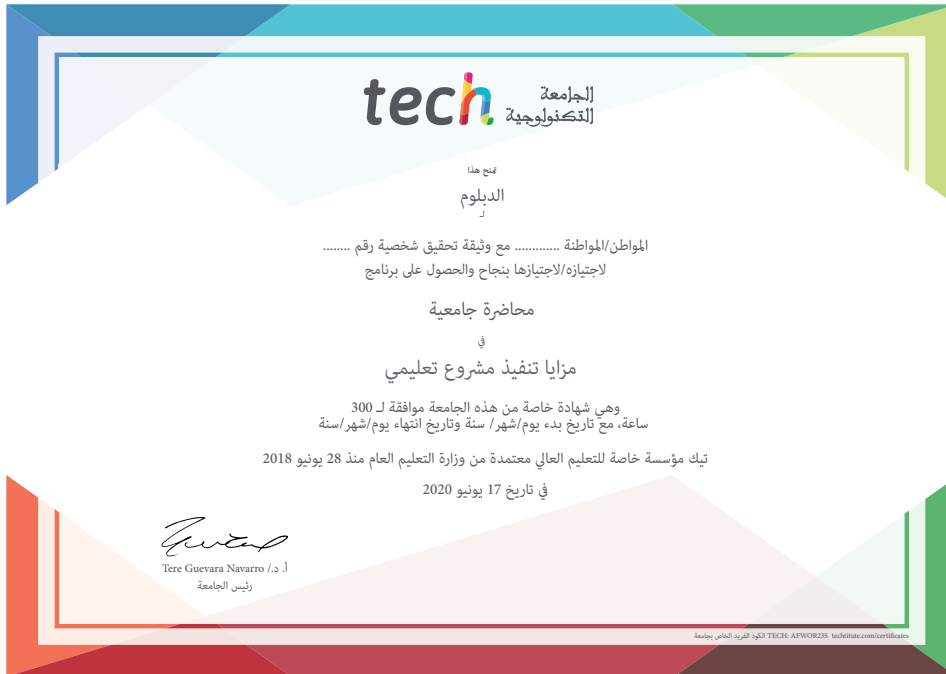 tech الجامعة
التكنولوجية
تمنح هذا
الدبلوم
لـ
المواطن/المواطنة ............. مع وثيقة تحقيق شخصية رقم ........
لاجتيازه/لاجتيازها بنجاح والحصول على برنامج
محاضرة جامعية
في
مزايا تنفيذ مشروع تعليمي
وهي شهادة خاصة من هذه الجامعة موافقة لـ 300
ساعة، مع تاريخ بدء يوم/شهر/ سنة وتاريخ انتهاء يوم/شهر/سنة
تيك مؤسسة خاصة للتعليم العالي معتمدة من وزارة التعليم العام منذ 28 يونيو 2018
في تاريخ 17 يونيو 2020
أ. د./ Tere Guevara Navarro
رئيس الجامعة
الكود الفريد الخاص بجامعة TECH: AFWOR23S techtitute.com/certificates